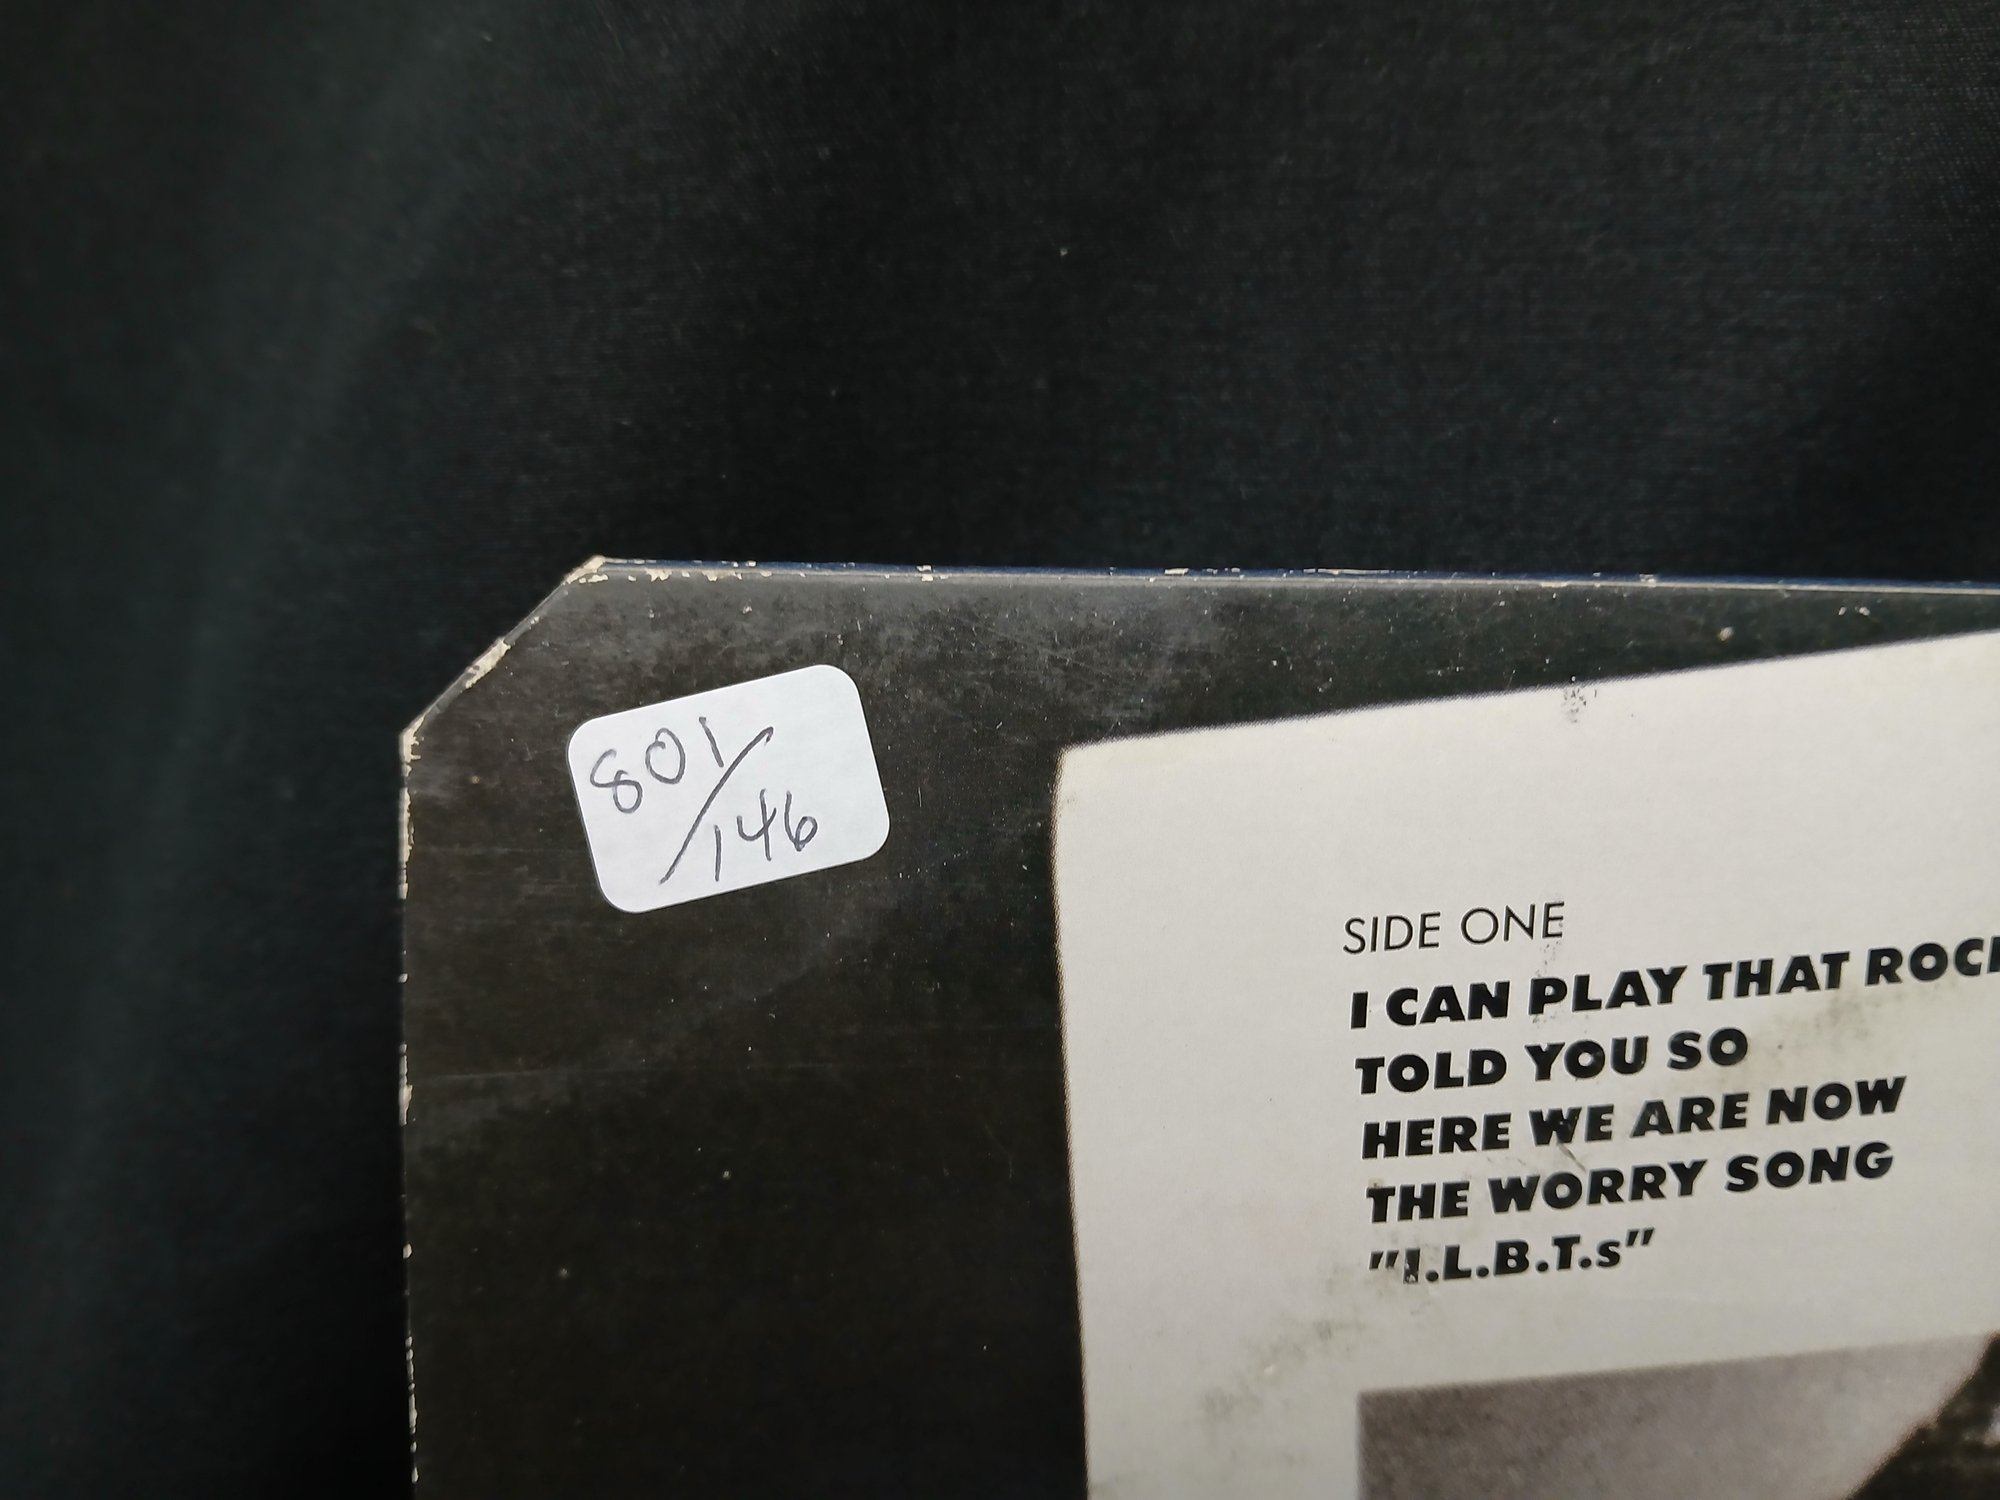 801/146
SIDE ONE
I CAN PLAY THAT ROC
TOLD YOU SO
HERE WE ARE NOW
THE WORRY SONG
"I.L.B.T.s"